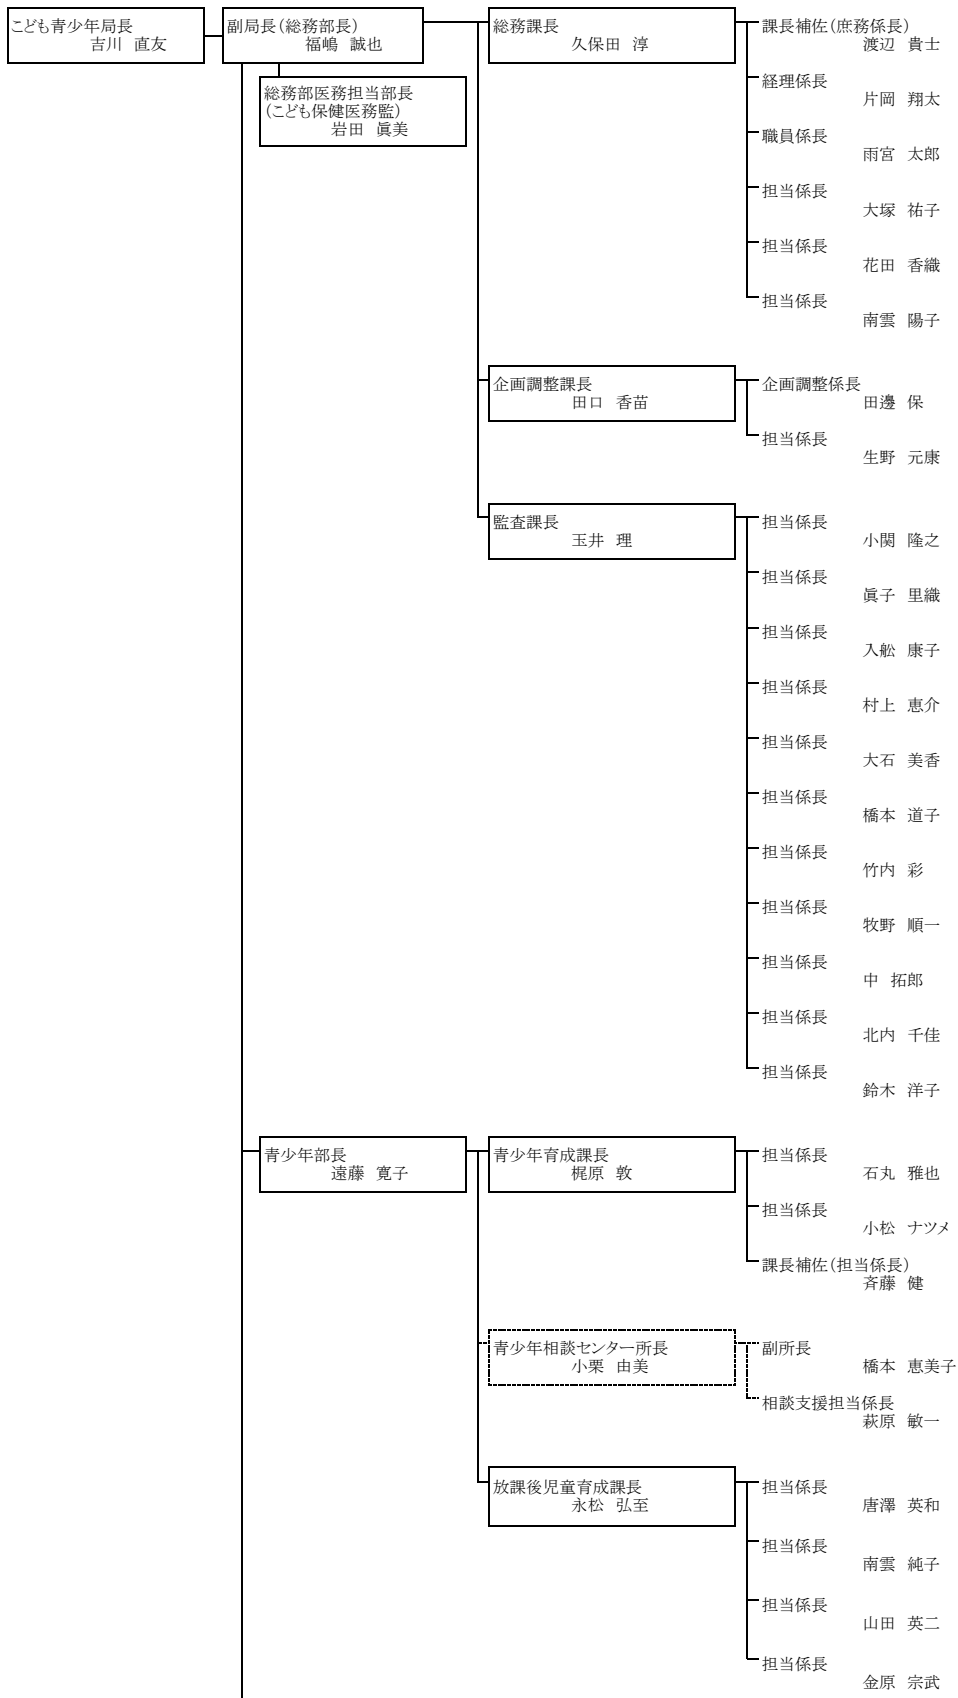 こども青少年局長
吉川 直友
副局長（総務部長）
福嶋 誠也
総務部医務担当部長
（こども保健医務監）
岩田 眞美
総務課長
久保田 淳
課長補佐（庶務係長）
渡辺 貴士
経理係長
片岡 翔太
職員係長
雨宮 太郎
担当係長
大塚 祐子
担当係長
花田 香織
担当係長
南雲 陽子
企画調整課長
田口 香苗
企画調整係長
田邊 保
担当係長
生野 元康
監査課長
玉井 理
担当係長
小関 隆之
担当係長
眞子 里織
担当係長
入舩 康子
担当係長
村上 恵介
担当係長
大石 美香
担当係長
橋本 道子
担当係長
竹内 彩
担当係長
牧野 順一
担当係長
中 拓郎
担当係長
北内 千佳
担当係長
鈴木 洋子
青少年部長
遠藤 寛子
青少年育成課長
梶原 敦
担当係長
石丸 雅也
担当係長
小松 ナツメ
課長補佐（担当係長）
斉藤 健
青少年相談センター所長
小栗 由美
副所長
橋本 恵美子
相談支援担当係長
萩原 敏一
放課後児童育成課長
永松 弘至
担当係長
唐澤 英和
担当係長
南雲 純子
担当係長
山田 英二
担当係長
金原 宗武